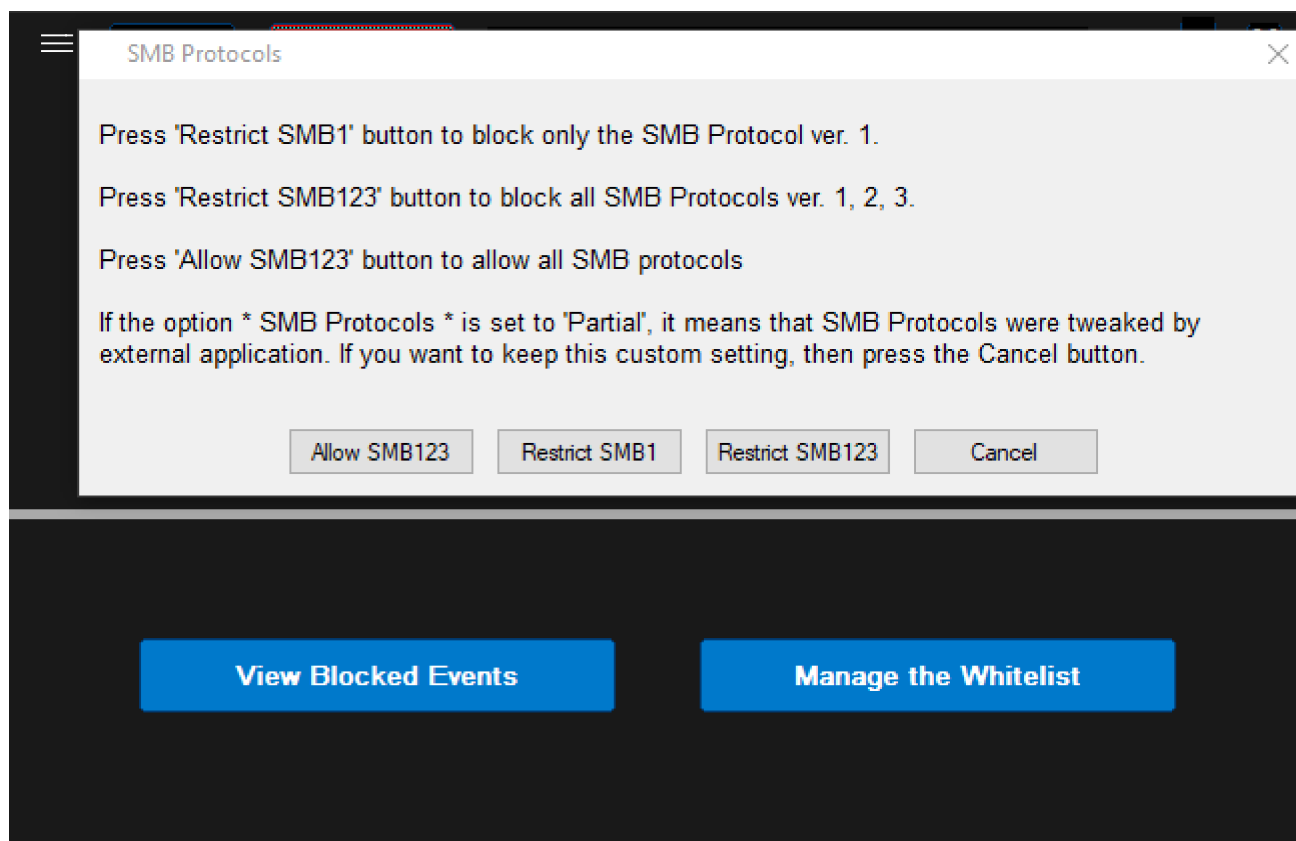 SMB Protocols
Press 'Restrict SMB1' button to block only the SMB Protocol ver. 1.
Press 'Restrict SMB123' button to block all SMB Protocols ver. 1, 2, 3.
Press 'Allow SMB123' button to allow all SMB protocols
If the option * SMB Protocols * is set to 'Partial', it means that SMB Protocols were tweaked by
external application. If you want to keep this custom setting, then press the Cancel button.
Allow SMB123 Restrict SMB1 Restrict SMB123 Cancel
View Blocked Events Manage the Whitelist